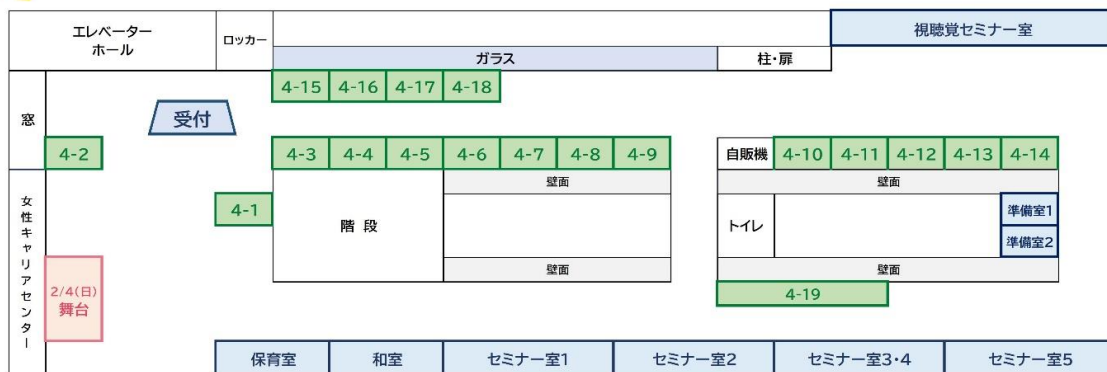 エレベーター
ホール
ロッカー
視聴覚セミナー室
ガラス
柱・扉
窓
受付
4-15
4-16
4-17
4-18
4-2
4-3
4-4
4-5
4-6
4-7
4-8
4-9
自販機
4-10
4-11
4-12
4-13
4-14
壁面
壁面
女性キャリアセンター
4-1
階段
トイレ
準備室1
準備室2
2/4(日)
舞台
壁面
壁面
4-19
保育室
和室
セミナー室1
セミナー室2
セミナー室3・4
セミナー室5